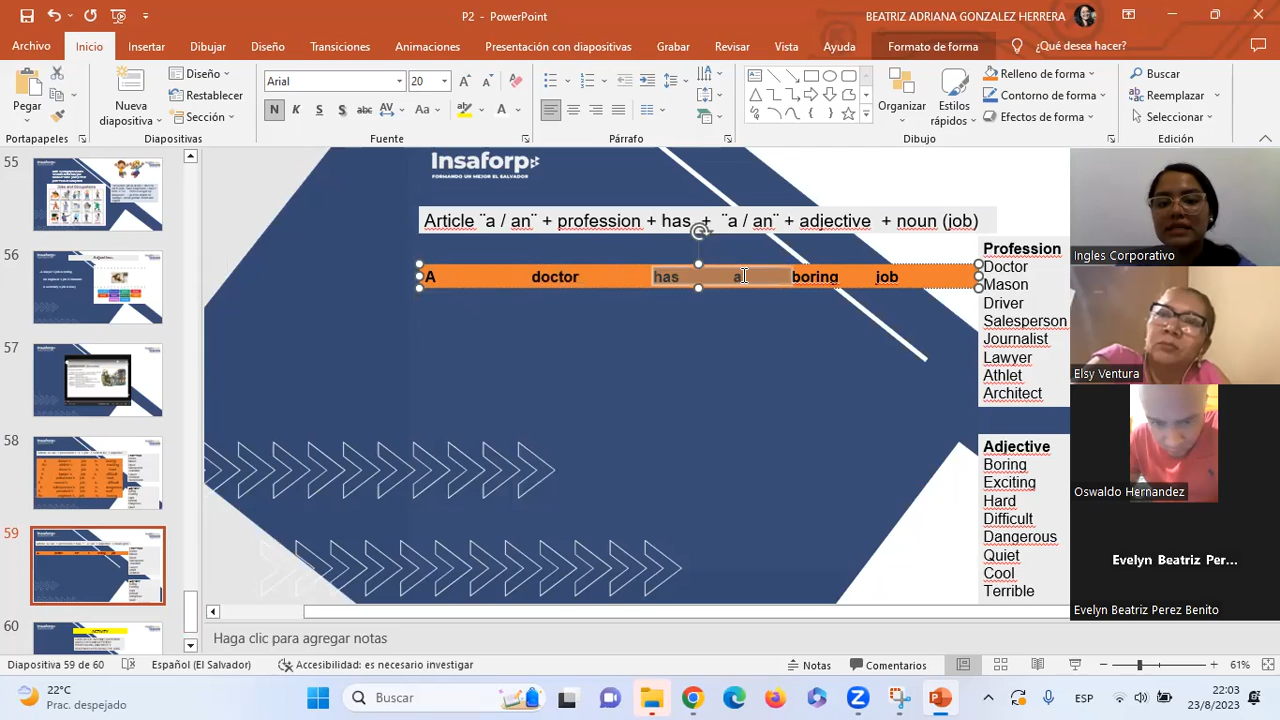 P2 - PowerPoint
BEATRIZ ADRIANA GONZALEZ HERRERA
Archivo Inicio Insertar Dibujar Diseño Transiciones Animaciones Presentación con diapositivas Grabar Revisar Vista Ayuda Formato de forma ¿Qué desea hacer?
Pegar
Nueva diapositiva
Diseño
Restablecer
Sección
Arial 20
N K S abc AV Aa
A
Organizar
Estilos rápidos
Relleno de forma
Contorno de forma
Efectos de forma
Buscar
Reemplazar
Seleccionar
Portapapeles Diapositivas Fuente Párrafo Dibujo Edición
55
56
57
58
59
60
Insaforp
FORMANDO UN MEJOR EL SALVADOR
Article ¨a / an¨ + profession + has + ¨a / an¨ + adjective + noun (job)
A doctor has a boring job
Profession
Doctor
Mason
Driver
Salesperson
Journalist
Lawyer
Athlet
Architect
Adjective
Boring
Exciting
Hard
Difficult
Dangerous
Quiet
Cool
Terrible
Ingles Corporativo
Elsy Ventura
Oswaldo Hernandez
Evelyn Beatriz Per...
Evelyn Beatriz Perez Benito
Haga clic para agregar notas
Diapositiva 59 de 60 Español (El Salvador) Accesibilidad: es necesario investigar Notas Comentarios 61%
22°C
Prac. despejado
Buscar
ESP
22:03
23/8/2023